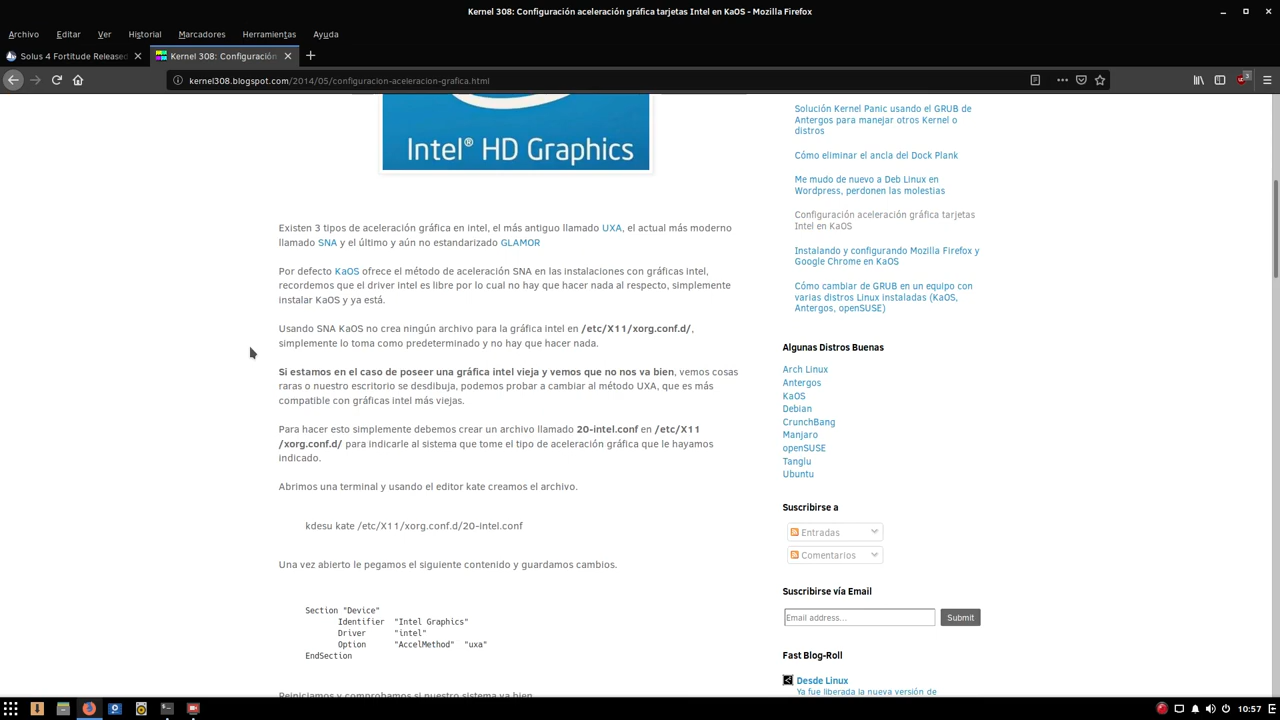 Kernel 308: Configuración aceleración gráfica tarjetas Intel en KaOS - Mozilla Firefox
Archivo Editar Ver Historial Marcadores Herramientas Ayuda
Solus 4 Fortitude Released
Kernel 308: Configuración
kernel308.blogspot.com/2014/05/configuracion-aceleracion-grafica.html
3
Intel® HD Graphics
Existen 3 tipos de aceleración gráfica en intel, el más antiguo llamado UXA, el actual más moderno
llamado SNA y el último y aún no estandarizado GLAMOR
Por defecto KaOS ofrece el método de aceleración SNA en las instalaciones con gráficas intel,
recordemos que el driver intel es libre por lo cual no hay que hacer nada al respecto, simplemente
instalar KaOS y ya está.
Usando SNA KaOS no crea ningún archivo para la gráfica intel en /etc/X11/xorg.conf.d/,
simplemente lo toma como predeterminado y no hay que hacer nada.
Si estamos en el caso de poseer una gráfica intel vieja y vemos que no nos va bien, vemos cosas
raras o nuestro escritorio se desdibuja, podemos probar a cambiar al método UXA, que es más
compatible con gráficas intel más viejas.
Para hacer esto simplemente debemos crear un archivo llamado 20-intel.conf en /etc/X11
/xorg.conf.d/ para indicarle al sistema que tome el tipo de aceleración gráfica que le hayamos
indicado.
Abrimos una terminal y usando el editor kate creamos el archivo.
kdesu kate /etc/X11/xorg.conf.d/20-intel.conf
Una vez abierto le pegamos el siguiente contenido y guardamos cambios.
Section "Device"
Identifier "Intel Graphics"
Driver "intel"
Option "AccelMethod" "uxa"
EndSection
Reiniciamos y comprobamos si nuestro sistema va bien
Solución Kernel Panic usando el GRUB de
Antergos para manejar otros Kernel o
distros
Cómo eliminar el ancla del Dock Plank
Me mudo de nuevo a Deb Linux en
Wordpress, perdonen las molestias
Configuración aceleración gráfica tarjetas
Intel en KaOS
Instalando y configurando Mozilla Firefox y
Google Chrome en KaOS
Cómo cambiar de GRUB en un equipo con
varias distros Linux instaladas (KaOS,
Antergos, openSUSE)
Algunas Distros Buenas
Arch Linux
Antergos
KaOS
Debian
CrunchBang
Manjaro
openSUSE
Tanglu
Ubuntu
Suscribirse a
Entradas
Comentarios
Suscribirse vía Email
Email address...
Submit
Fast Blog-Roll
Desde Linux
Ya fue liberada la nueva versión de
10:57